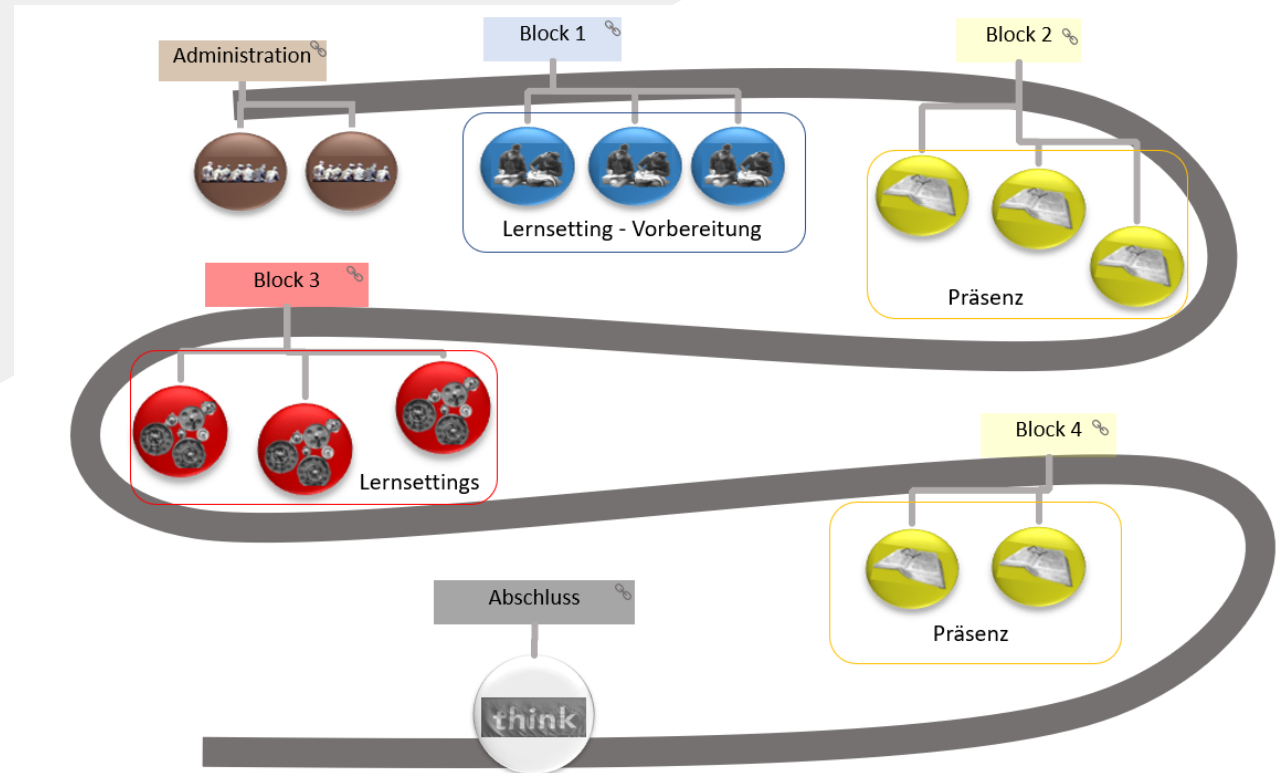 Administration
Block 1
Block 2
Lernsetting - Vorbereitung
Präsenz
Block 3
Lernsettings
Block 4
Präsenz
Abschluss
think